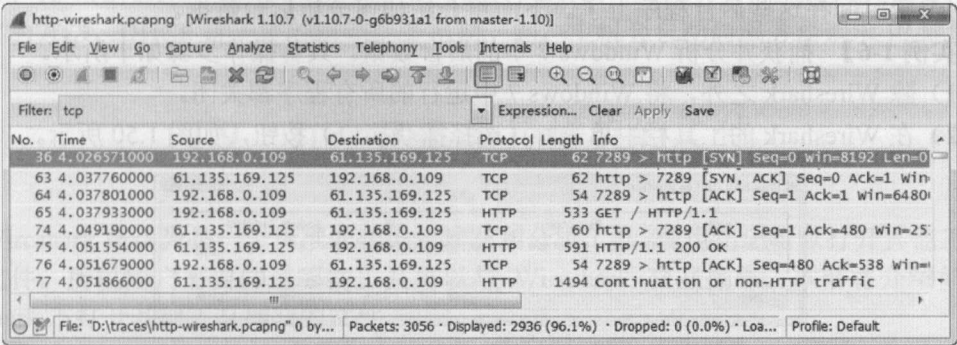 http-wireshark.pcapng [Wireshark 1.10.7 (v1.10.7-0-g6b931a1 from master-1.10)]
File Edit View Go Capture Analyze Statistics Telephony Tools Internals Help
Filter: tcp Expression... Clear Apply Save
No. Time Source Destination Protocol Length Info
36 4.026571000 192.168.0.109 61.135.169.125 TCP 62 7289 > http [SYN] Seq=0 Win=8192 Len=0
63 4.037760000 61.135.169.125 192.168.0.109 TCP 62 http > 7289 [SYN, ACK] Seq=0 Ack=1 Win
64 4.037801000 192.168.0.109 61.135.169.125 TCP 54 7289 > http [ACK] Seq=1 Ack=1 Win=6480
65 4.037933000 192.168.0.109 61.135.169.125 HTTP 533 GET / HTTP/1.1
74 4.049190000 61.135.169.125 192.168.0.109 TCP 60 http > 7289 [ACK] Seq=1 Ack=480 Win=25
75 4.051554000 61.135.169.125 192.168.0.109 HTTP 591 HTTP/1.1 200 OK
76 4.051679000 192.168.0.109 61.135.169.125 TCP 54 7289 > http [ACK] Seq=480 Ack=538 Win=
77 4.051866000 61.135.169.125 192.168.0.109 HTTP 1494 Continuation or non-HTTP traffic
File: "D:\traces\http-wireshark.pcapng" 0 by... Packets: 3056 · Displayed: 2936 (96.1%) · Dropped: 0 (0.0%) · Loa... Profile: Default